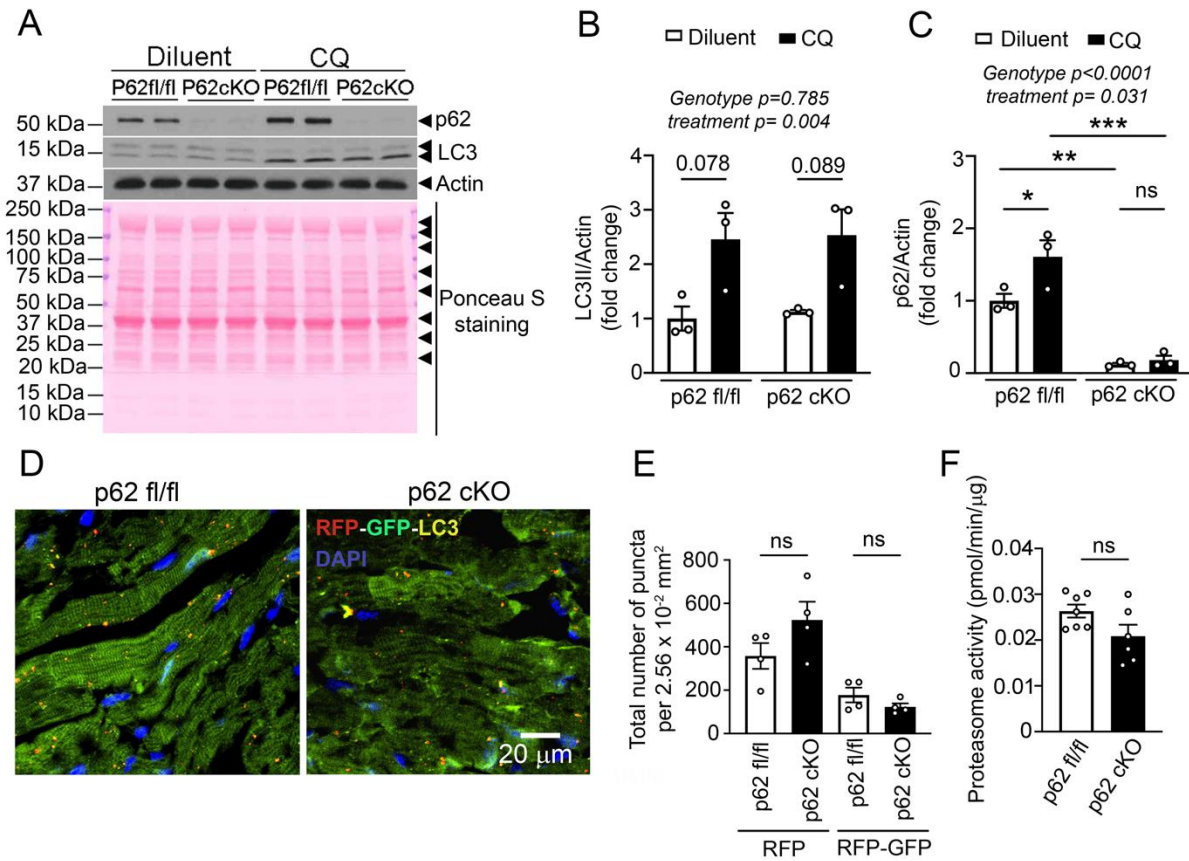 A
Diluent CQ
P62fl/fl P62cKO P62fl/fl P62cKO
50 kDa
p62
15 kDa
LC3
37 kDa
Actin
250 kDa
150 kDa
100 kDa
75 kDa
50 kDa
37 kDa
25 kDa
20 kDa
15 kDa
10 kDa
Ponceau S
staining
B
Diluent CQ
Genotype p=0.785
treatment p= 0.004
LC3II/Actin
(fold change)
4
3
2
1
0
0.078 0.089
p62 fl/fl p62 cKO
C
Diluent CQ
Genotype p<0.0001
treatment p= 0.031
p62/Actin
(fold change)
3
2
1
0
***
**
*
ns
p62 fl/fl p62 cKO
D
p62 fl/fl p62 cKO
RFP-GFP-LC3
DAPI
20 μm
E
Total number of puncta
per 2.56 x 10⁻² mm²
800
600
400
200
0
ns ns
p62 fl/fl
p62 cKO
p62 fl/fl
p62 cKO
RFP RFP-GFP
F
Proteasome activity (pmol/min/μg)
0.04
0.03
0.02
0.01
0
ns
p62 fl/fl
p62 cKO